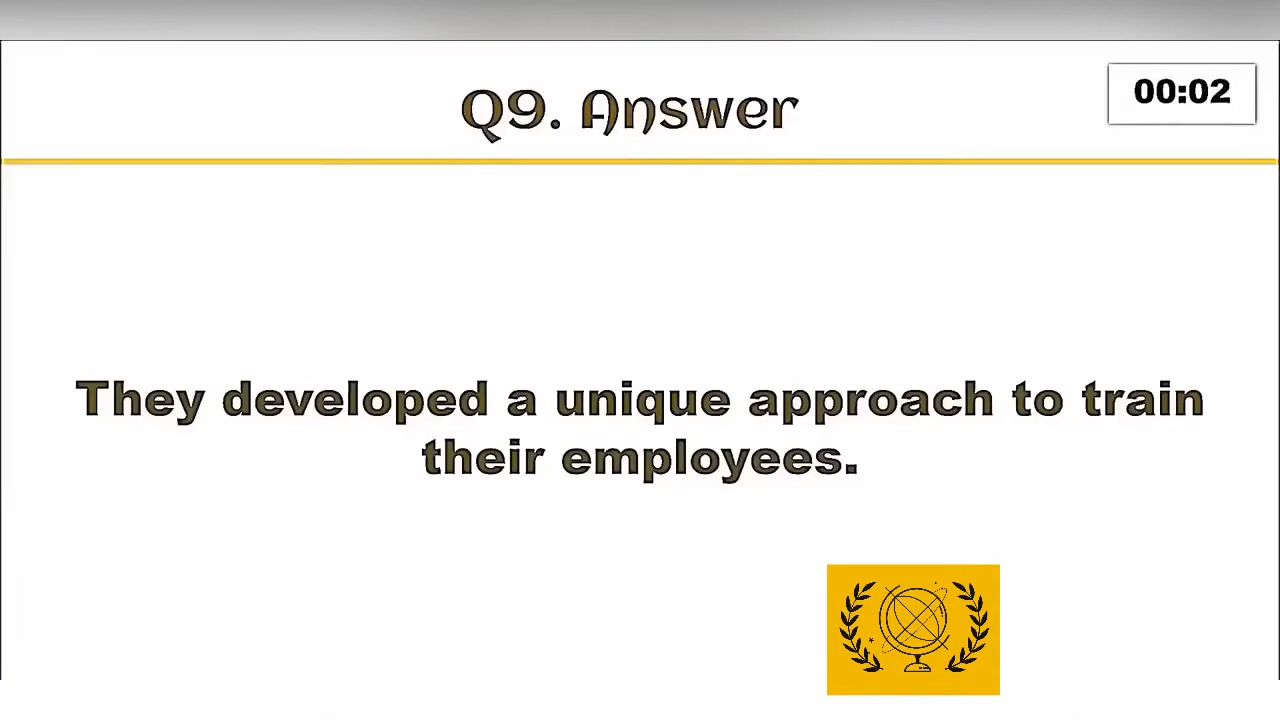 Q9. Answer
00:02
They developed a unique approach to train
their employees.